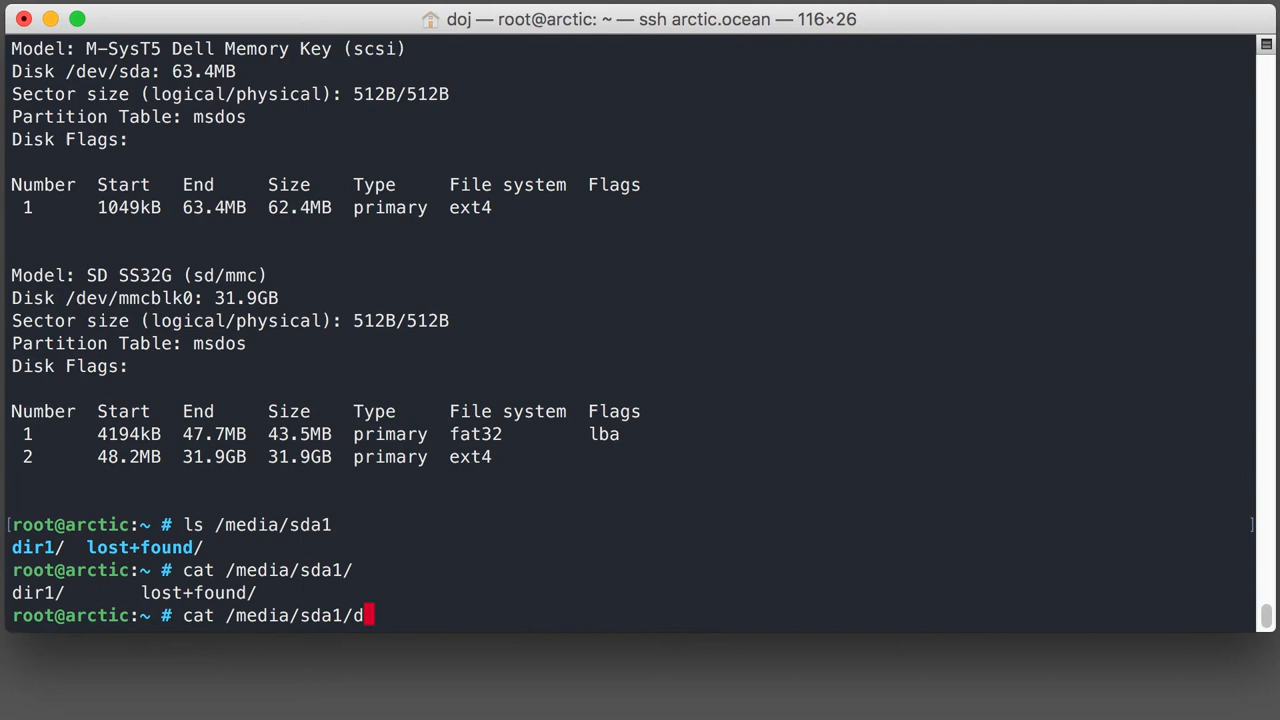 doj — root@arctic: ~ — ssh arctic.ocean — 116×26
Model: M-SysT5 Dell Memory Key (scsi)
Disk /dev/sda: 63.4MB
Sector size (logical/physical): 512B/512B
Partition Table: msdos
Disk Flags:
Number  Start   End     Size    Type     File system  Flags
 1      1049kB  63.4MB  62.4MB  primary  ext4
Model: SD SS32G (sd/mmc)
Disk /dev/mmcblk0: 31.9GB
Sector size (logical/physical): 512B/512B
Partition Table: msdos
Disk Flags:
Number  Start   End     Size    Type     File system  Flags
 1      4194kB  47.7MB  43.5MB  primary  fat32        lba
 2      48.2MB  31.9GB  31.9GB  primary  ext4
[root@arctic:~ # ls /media/sda1 ]
dir1/  lost+found/
root@arctic:~ # cat /media/sda1/
dir1/       lost+found/
root@arctic:~ # cat /media/sda1/d